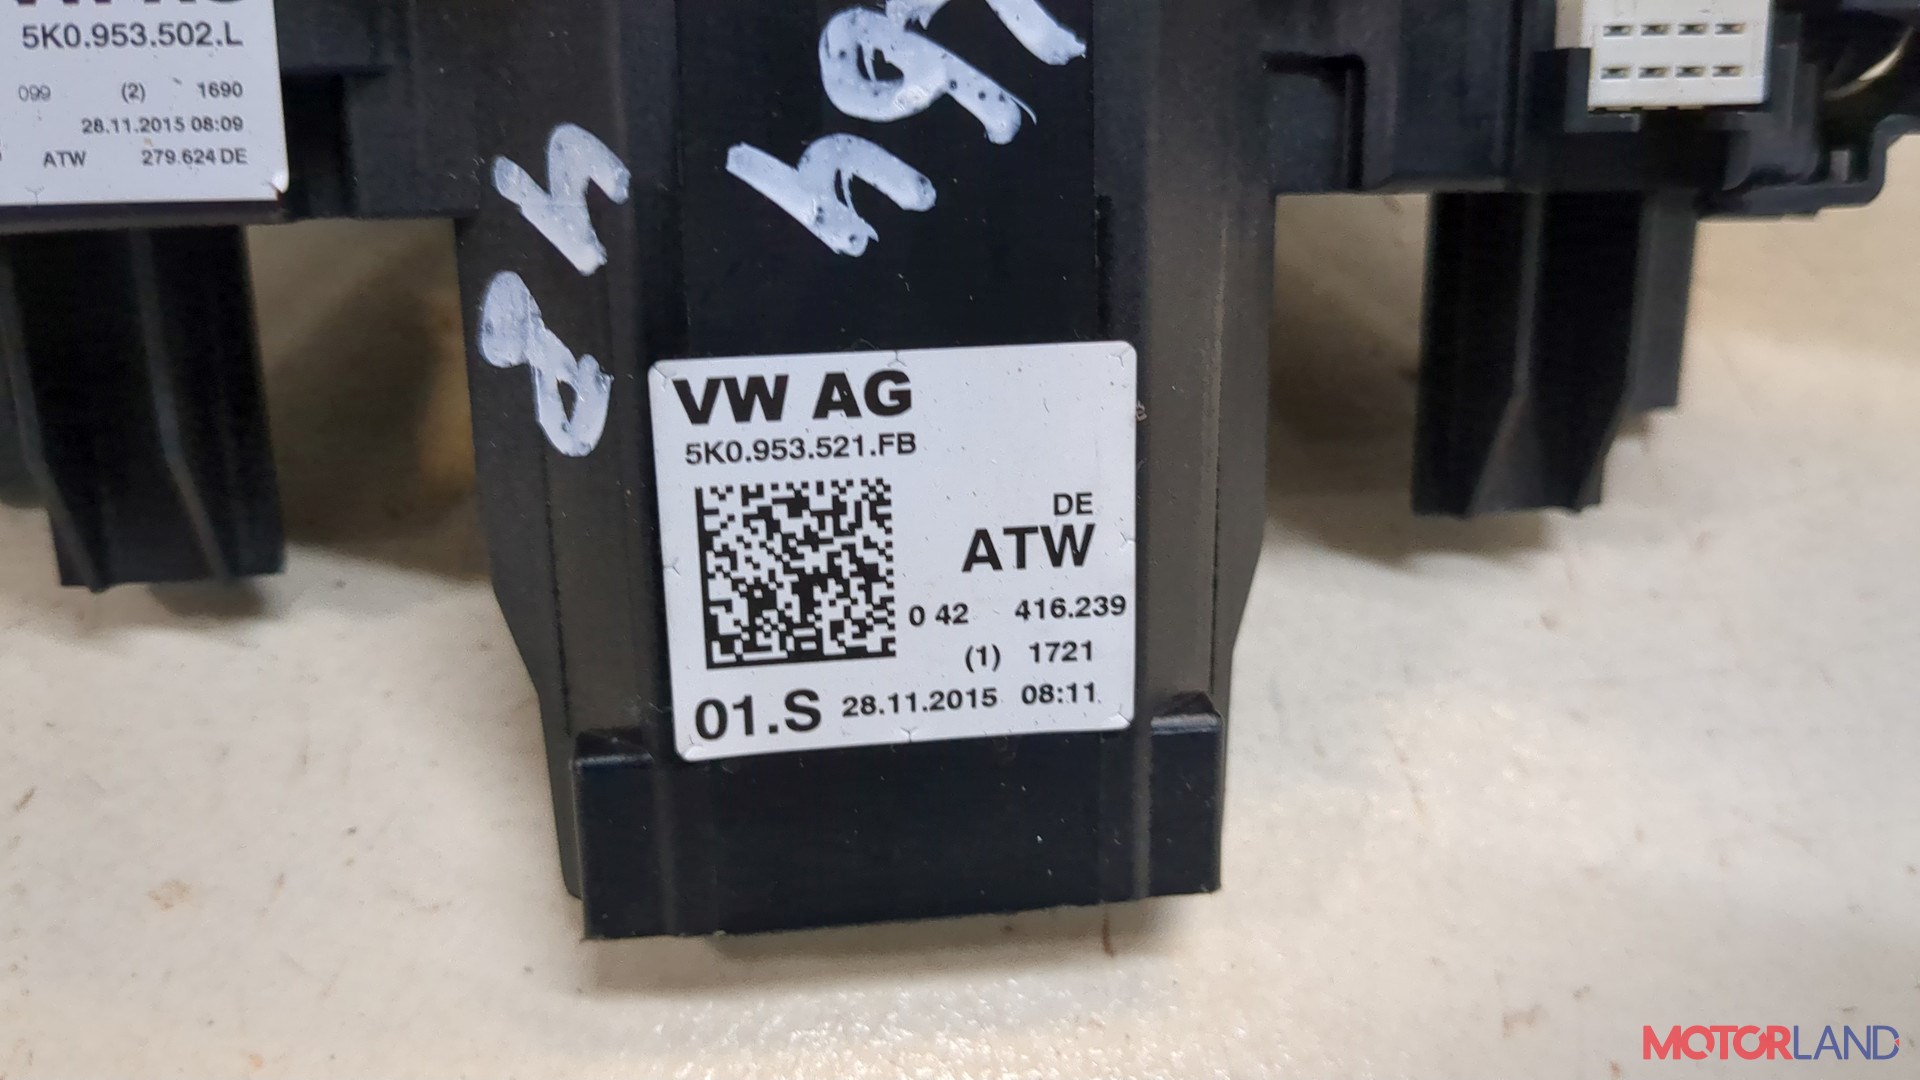 5K0.953.502.L
099 (2) 1690
28.11.2015 08:09
ATW 279.624 DE
48
VW AG
5K0.953.521.FB
DE
ATW
0 42 416.239
(1) 1721
01.S 28.11.2015 08:11
MOTORLAND